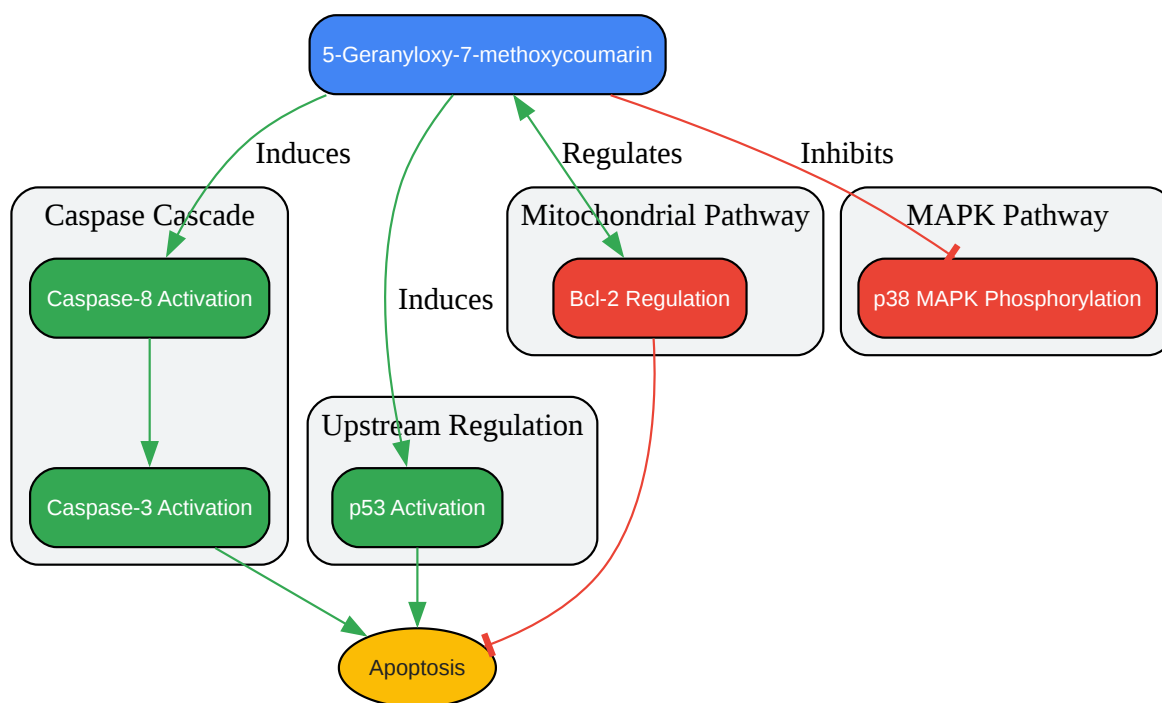 5-Geranyloxy-7-methoxycoumarin
Induces
Regulates
Inhibits
Caspase Cascade
Mitochondrial Pathway
MAPK Pathway
Caspase-8 Activation
Induces
Bcl-2 Regulation
p38 MAPK Phosphorylation
Upstream Regulation
Caspase-3 Activation
p53 Activation
Apoptosis